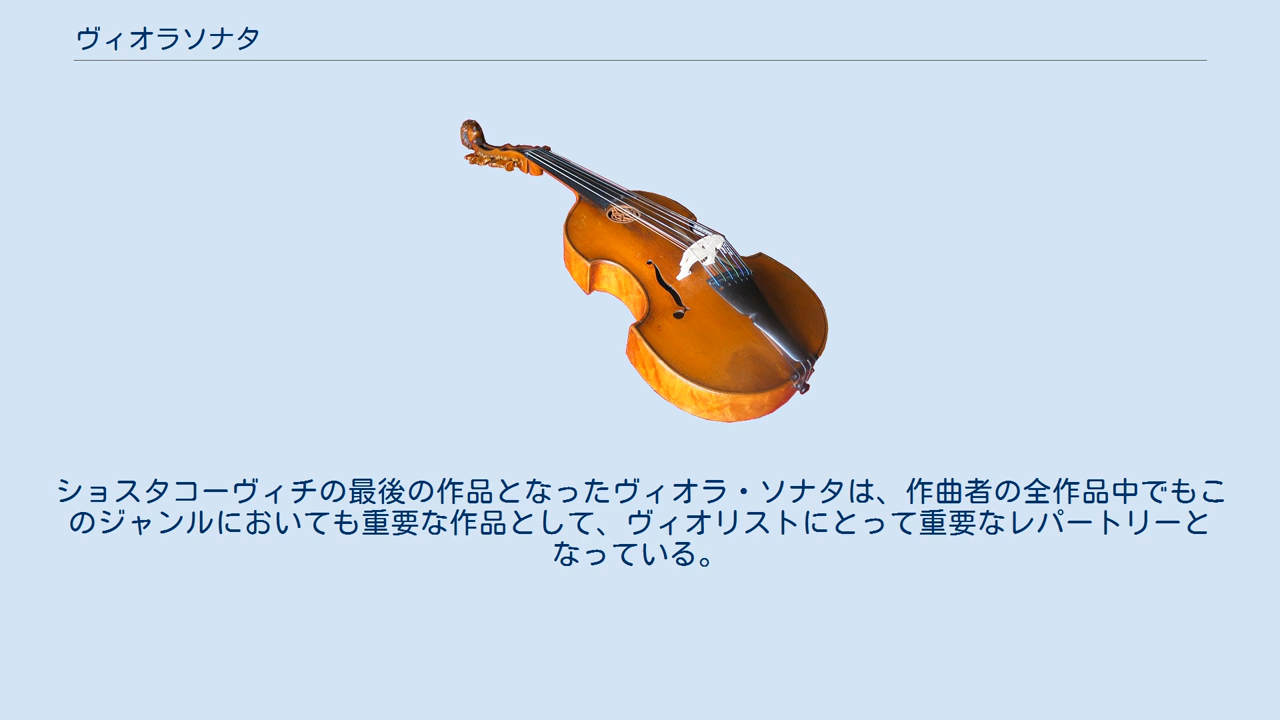 ヴィオラソナタ
ショスタコーヴィチの最後の作品となったヴィオラ・ソナタは、作曲者の全作品中でもこ
のジャンルにおいても重要な作品として、ヴィオリストにとって重要なレパートリーと
なっている。